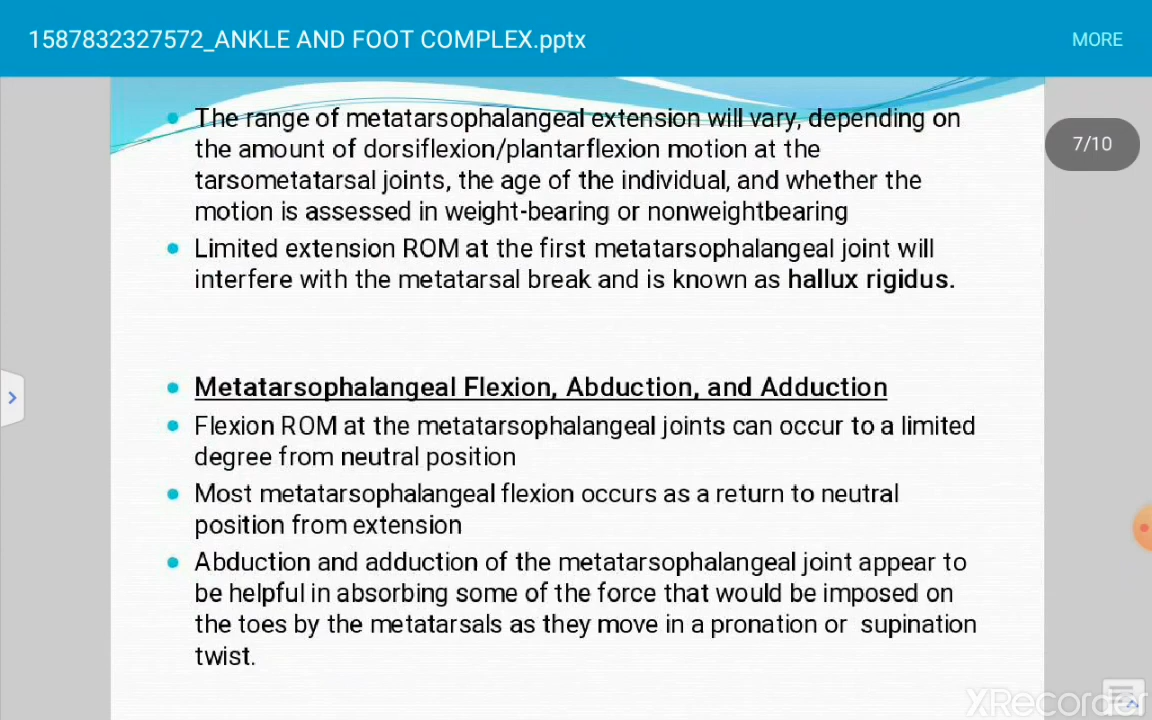 1587832327572_ANKLE AND FOOT COMPLEX.pptx
MORE
7/10
The range of metatarsophalangeal extension will vary, depending on
the amount of dorsiflexion/plantarflexion motion at the
tarsometatarsal joints, the age of the individual, and whether the
motion is assessed in weight-bearing or nonweightbearing
Limited extension ROM at the first metatarsophalangeal joint will
interfere with the metatarsal break and is known as hallux rigidus.
Metatarsophalangeal Flexion, Abduction, and Adduction
Flexion ROM at the metatarsophalangeal joints can occur to a limited
degree from neutral position
Most metatarsophalangeal flexion occurs as a return to neutral
position from extension
Abduction and adduction of the metatarsophalangeal joint appear to
be helpful in absorbing some of the force that would be imposed on
the toes by the metatarsals as they move in a pronation or supination
twist.
XRecorder